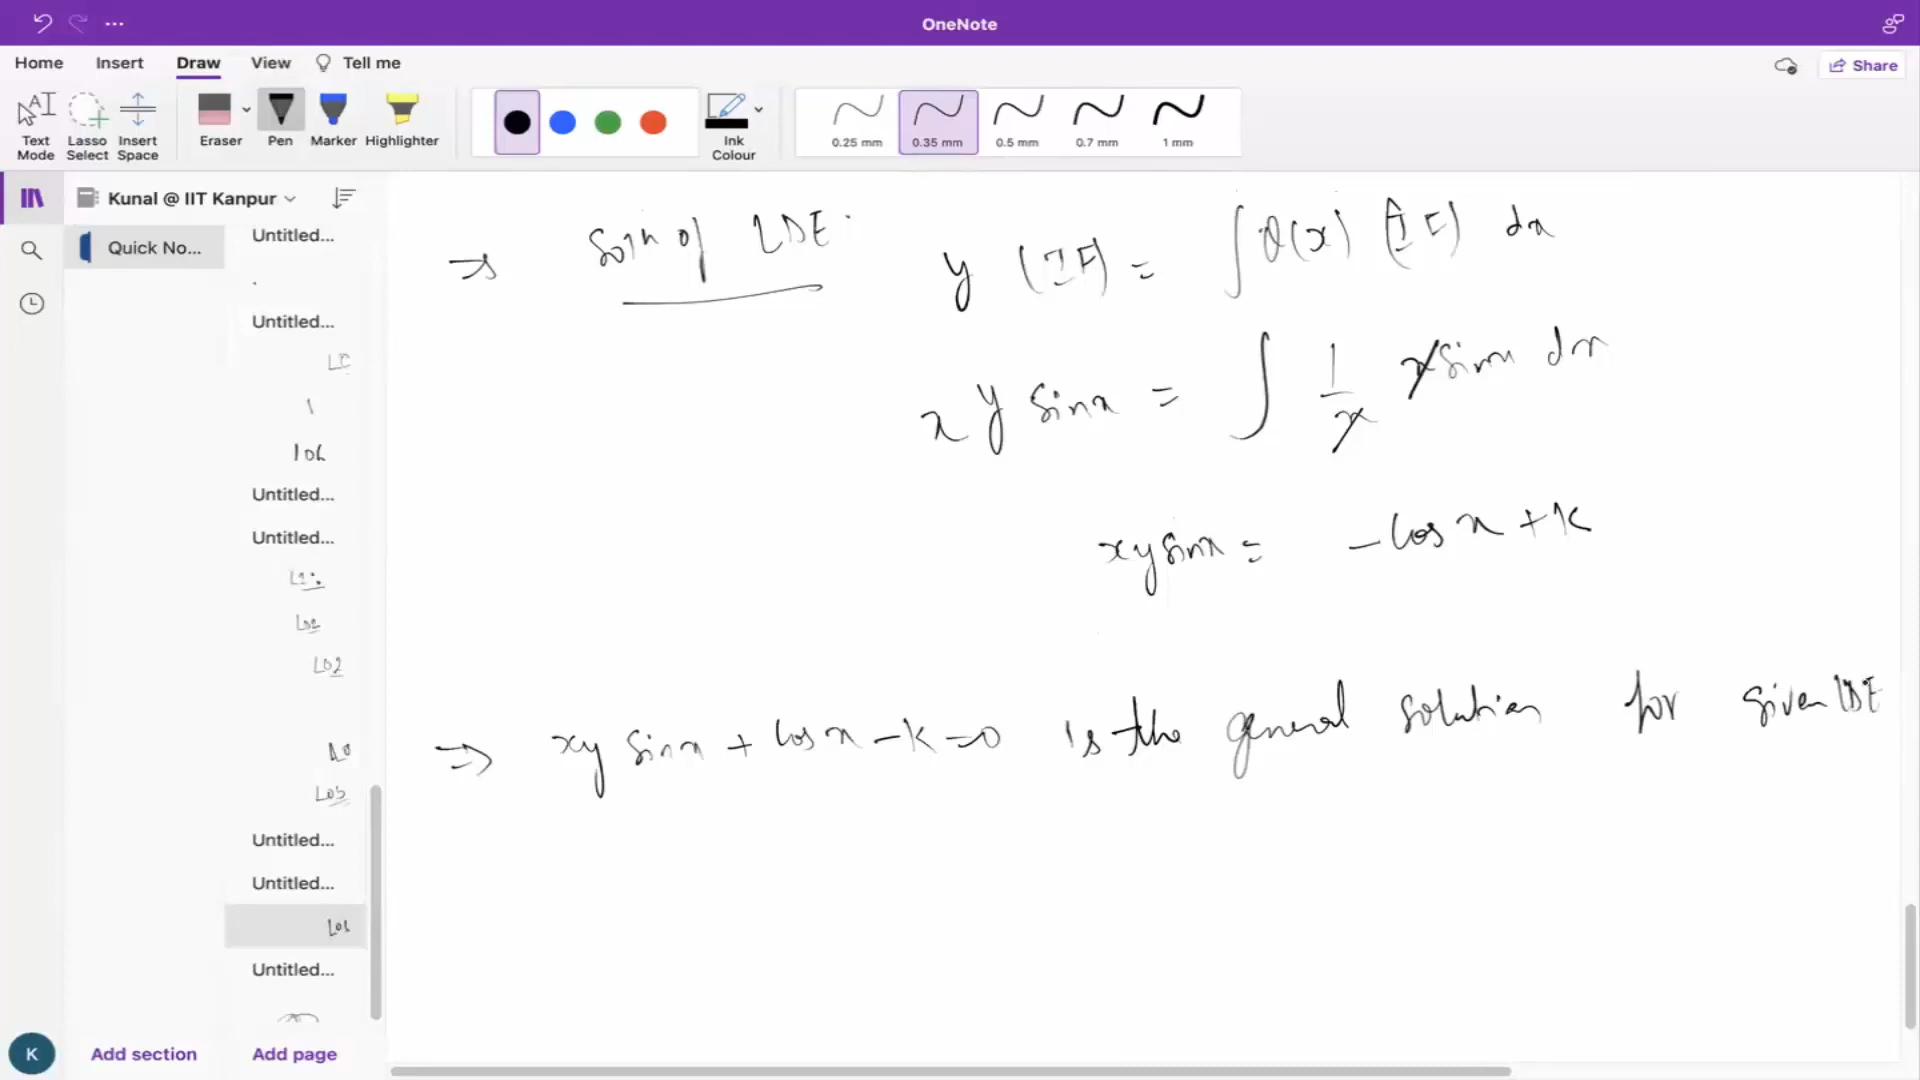 OneNote
Home Insert Draw View Tell me
Share
Text Mode
Lasso Select
Insert Space
Eraser
Pen
Marker
Highlighter
Ink Colour
0.25 mm
0.35 mm
0.5 mm
0.7 mm
1 mm
Kunal @ IIT Kanpur
Quick No...
Untitled...
Untitled...
Untitled...
Untitled...
L02
L03
Untitled...
Untitled...
Untitled...
K
Add section
Add page
⇒ Soln of LDE. y (IF) = ∫ Q(x) (IF) dx
x y sinx = ∫ 1/x x sinx dx
xy sinx = -cos x + k
⇒ xy sinx + cos x - k = 0 is the general solution for given LDE